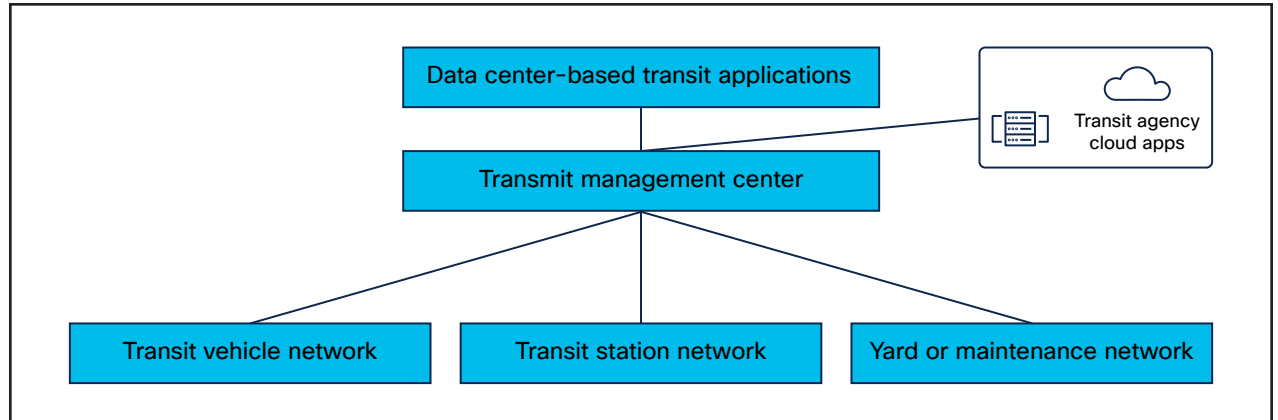 Data center-based transit applications
Transit agency
cloud apps
Transmit management center
Transit vehicle network
Transit station network
Yard or maintenance network